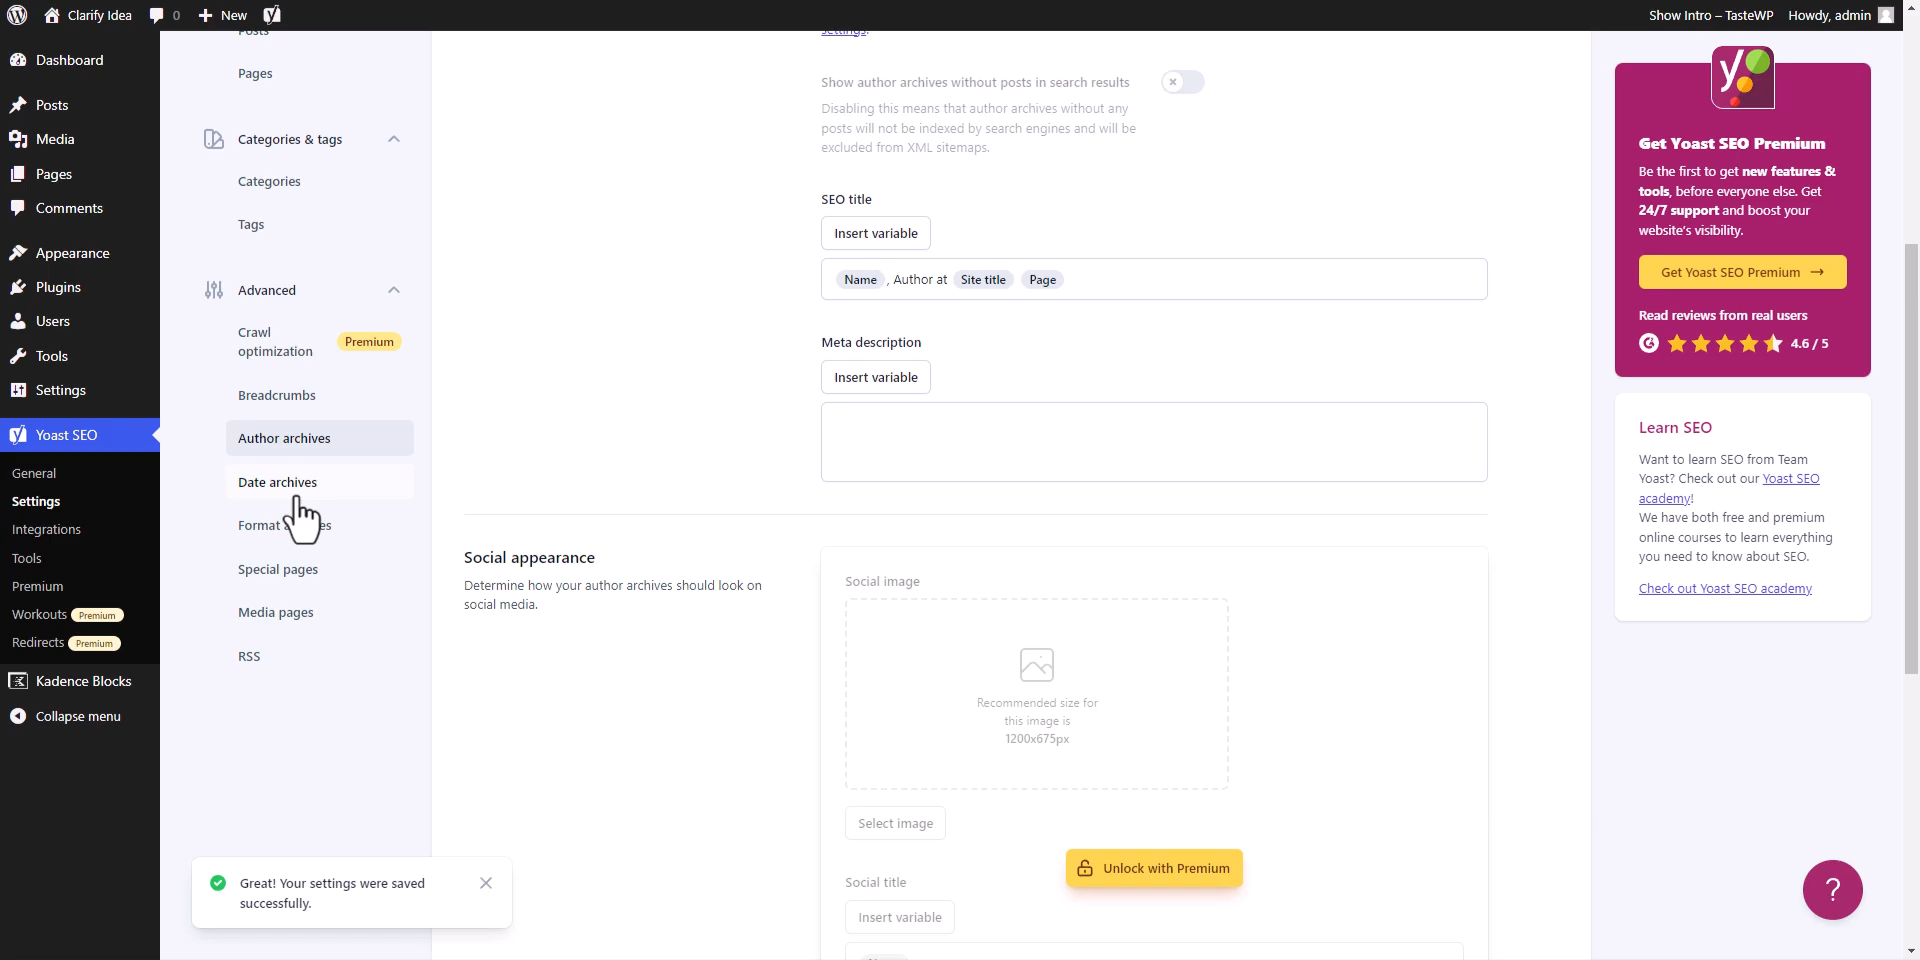 Clarify Idea
0
New
Show Intro – TasteWP
Howdy, admin
Dashboard
Posts
Media
Pages
Comments
Appearance
Plugins
Users
Tools
Settings
Yoast SEO
General
Settings
Integrations
Tools
Premium
Workouts Premium
Redirects Premium
Kadence Blocks
Collapse menu
Posts
Pages
Categories & tags
Categories
Tags
Advanced
Crawl
optimization
Premium
Breadcrumbs
Author archives
Date archives
Format
Special pages
Media pages
RSS
Great! Your settings were saved
successfully.
settings.
Show author archives without posts in search results
Disabling this means that author archives without any
posts will not be indexed by search engines and will be
excluded from XML sitemaps.
SEO title
Insert variable
Name , Author at Site title Page
Meta description
Insert variable
Social appearance
Determine how your author archives should look on
social media.
Social image
Recommended size for
this image is
1200x675px
Select image
Unlock with Premium
Social title
Insert variable
Get Yoast SEO Premium
Be the first to get new features &
tools, before everyone else. Get
24/7 support and boost your
website's visibility.
Get Yoast SEO Premium →
Read reviews from real users
4.6 / 5
Learn SEO
Want to learn SEO from Team
Yoast? Check out our Yoast SEO
academy!
We have both free and premium
online courses to learn everything
you need to know about SEO.
Check out Yoast SEO academy
?